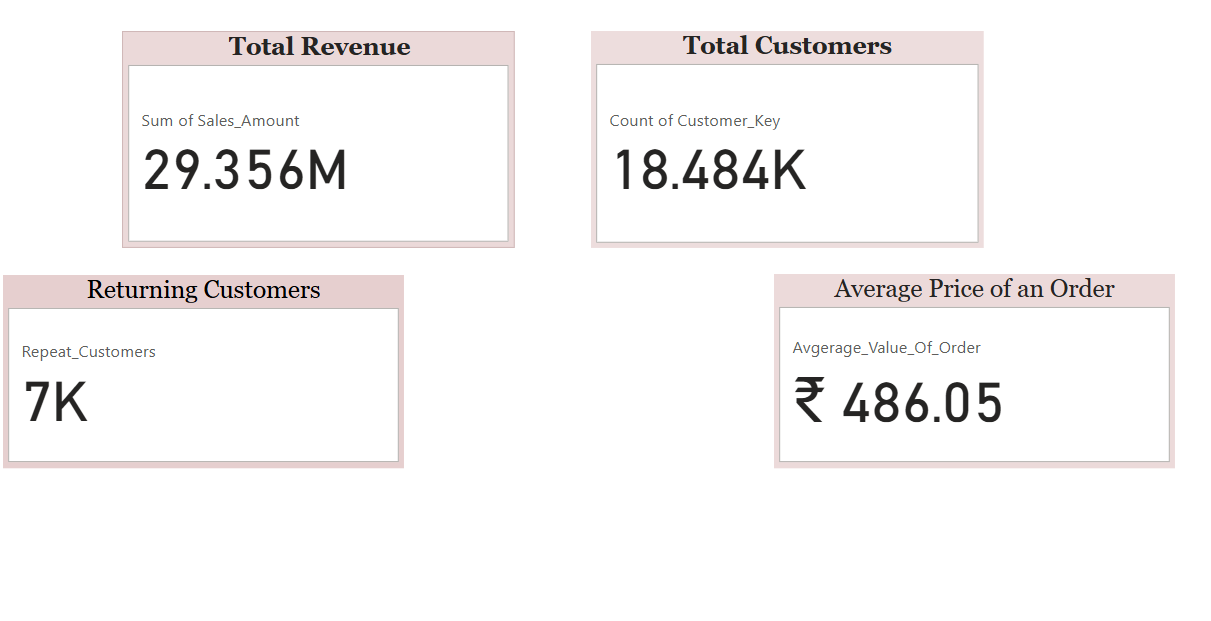 Total Revenue
Sum of Sales_Amount
29.356M
Total Customers
Count of Customer_Key
18.484K
Returning Customers
Repeat_Customers
7K
Average Price of an Order
Avgerage_Value_Of_Order
₹ 486.05